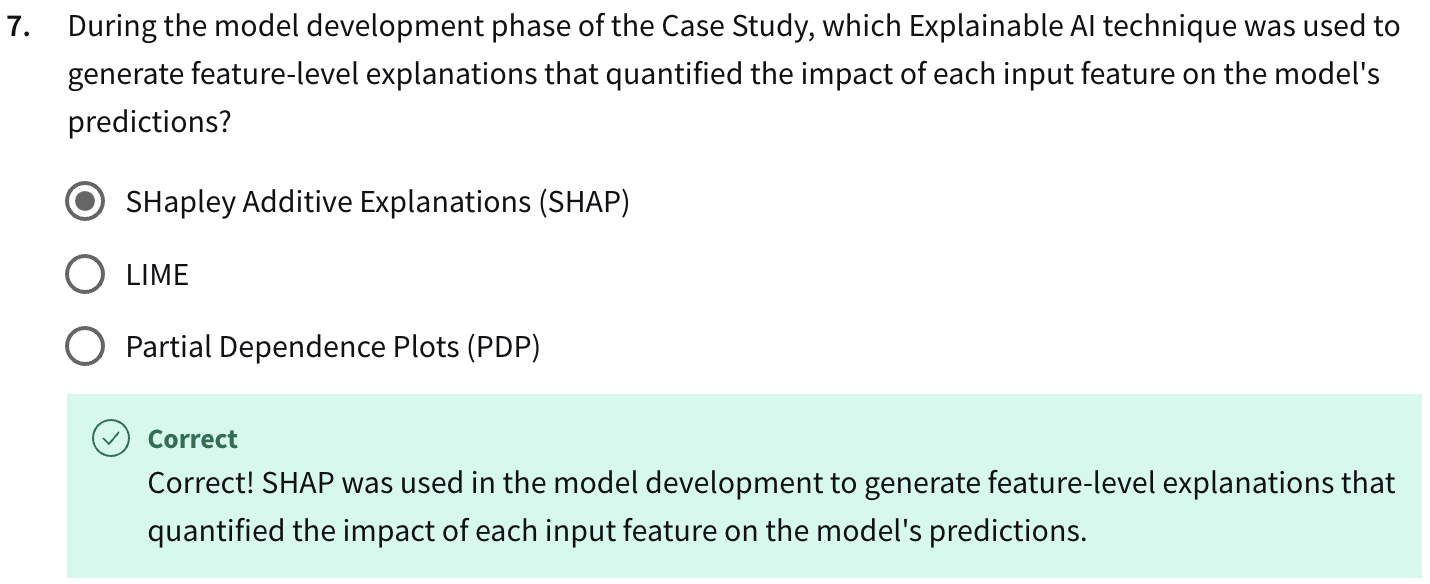 7. During the model development phase of the Case Study, which Explainable AI technique was used to
generate feature-level explanations that quantified the impact of each input feature on the model's
predictions?
SHapley Additive Explanations (SHAP)
LIME
Partial Dependence Plots (PDP)
Correct
Correct! SHAP was used in the model development to generate feature-level explanations that
quantified the impact of each input feature on the model's predictions.